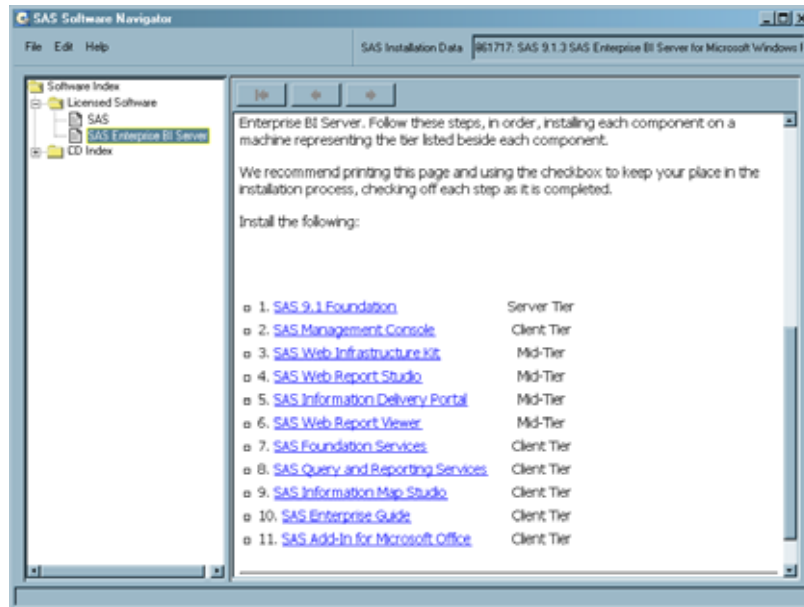 SAS Software Navigator
File Edit Help
SAS Installation Data 861717: SAS 9.1.3 SAS Enterprise BI Server for Microsoft Windows
Software Index
Licensed Software
SAS
SAS Enterprise BI Server
CD Index
Enterprise BI Server. Follow these steps, in order, installing each component on a
machine representing the tier listed beside each component.
We recommend printing this page and using the checkbox to keep your place in the
installation process, checking off each step as it is completed.
Install the following::
1. SAS 9.1 Foundation Server Tier
2. SAS Management Console Client Tier
3. SAS Web Infrastructure Kit Mid-Tier
4. SAS Web Report Studio Mid-Tier
5. SAS Information Delivery Portal Mid-Tier
6. SAS Web Report Viewer Mid-Tier
7. SAS Foundation Services Client Tier
8. SAS Query and Reporting Services Client Tier
9. SAS Information Map Studio Client Tier
10. SAS Enterprise Guide Client Tier
11. SAS Add-In for Microsoft Office Client Tier